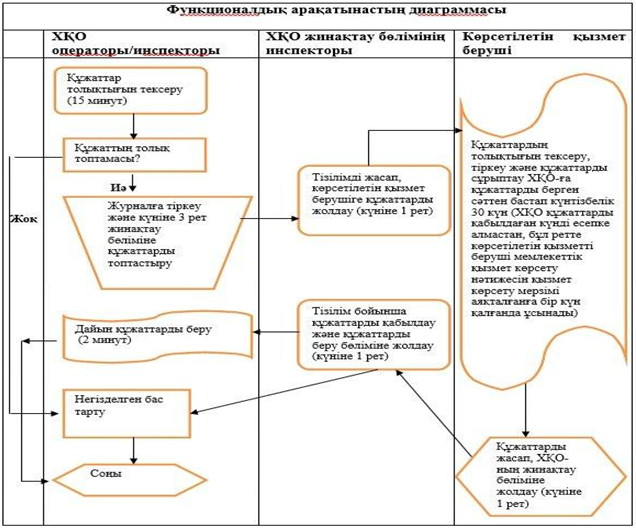 Функционалдық арақатынастың диаграммасы
ХҚО
операторы/инспекторы
ХҚО жинақтау бөлімінің
инспекторы
Көрсетілетін қызмет
беруші
Құжаттар
толықтығын тексеру
(15 минут)
Құжаттың толық
топтамасы?
Иә
Жоқ
Журналға тіркеу
және күніне 3 рет
жинақтау
бөліміне
құжаттарды
топтастыру
Тізілімді жасап,
көрсетілетін қызмет
берушіге құжаттарды
жолдау (күніне 1 рет)
Құжаттардың
толықтығын тексеру,
тіркеу және құжаттарды
сұрыптау ХҚО-ға
құжаттарды берген
сәттен бастап күнтізбелік
30 күн (ХҚО құжаттарды
қабылдаған күнді есепке
алмастан, бұл ретте
көрсетілетін қызметті
беруші мемлекеттік
қызмет көрсету
нәтижесін қызмет
көрсету мерзімі
аяқталғанға бір күн
қалғанда ұсынады)
Тізілім бойынша
құжаттарды қабылдау
және құжаттарды
беру бөліміне жолдау
(күніне 1 рет)
Дайын құжаттарды беру
(2 минут)
Негізделген бас
тарту
Соңы
Құжаттарды
жасап, ХҚО-
ның жинақтау
бөліміне
жолдау (күніне
1 рет)